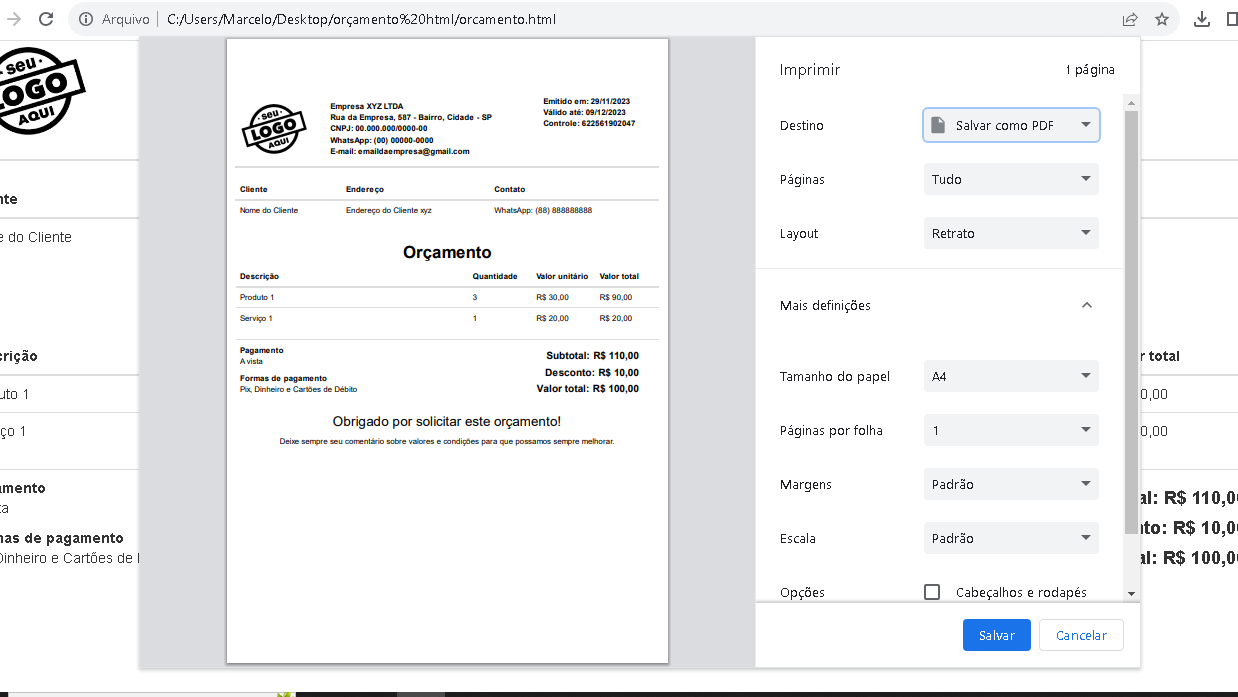 Arquivo | C:/Users/Marcelo/Desktop/orçamento%20html/orcamento.html
seu
LOGO
AQUI
nte
e do Cliente
crição
uto 1
iço 1
amento
ta
nas de pagamento
Dinheiro e Cartões de
seu
LOGO
AQUI
Empresa XYZ LTDA
Rua da Empresa, 587 - Bairro, Cidade - SP
CNPJ: 00.000.000/0000-00
WhatsApp: (00) 00000-0000
E-mail: emaildaempresa@gmail.com
Emitido em: 29/11/2023
Válido até: 09/12/2023
Controle: 622561902047
Cliente Endereço Contato
Nome do Cliente Endereço do Cliente xyz WhatsApp: (88) 888888888
Orçamento
Descrição Quantidade Valor unitário Valor total
Produto 1 3 R$ 30,00 R$ 90,00
Serviço 1 1 R$ 20,00 R$ 20,00
Pagamento
A vista
Formas de pagamento
Pix, Dinheiro e Cartões de Débito
Subtotal: R$ 110,00
Desconto: R$ 10,00
Valor total: R$ 100,00
Obrigado por solicitar este orçamento!
Deixe sempre seu comentário sobre valores e condições para que possamos sempre melhorar.
Imprimir 1 página
Destino Salvar como PDF
Páginas Tudo
Layout Retrato
Mais definições
Tamanho do papel A4
Páginas por folha 1
Margens Padrão
Escala Padrão
Opções Cabeçalhos e rodapés
Salvar Cancelar
r total
0,00
0,00
al: R$ 110,0
nto: R$ 10,0
al: R$ 100,0